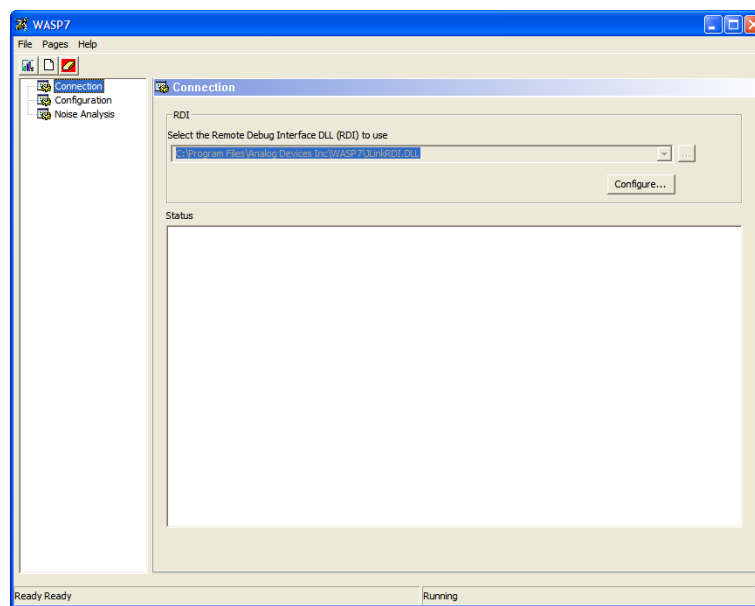 WASP7
File Pages Help
Connection
Configuration
Noise Analysis
Connection
RDI
Select the Remote Debug Interface DLL (RDI) to use
C:\Program Files\Analog Devices Inc\WASP7\JLinkRDI.DLL
...
Configure...
Status
Ready Ready
Running